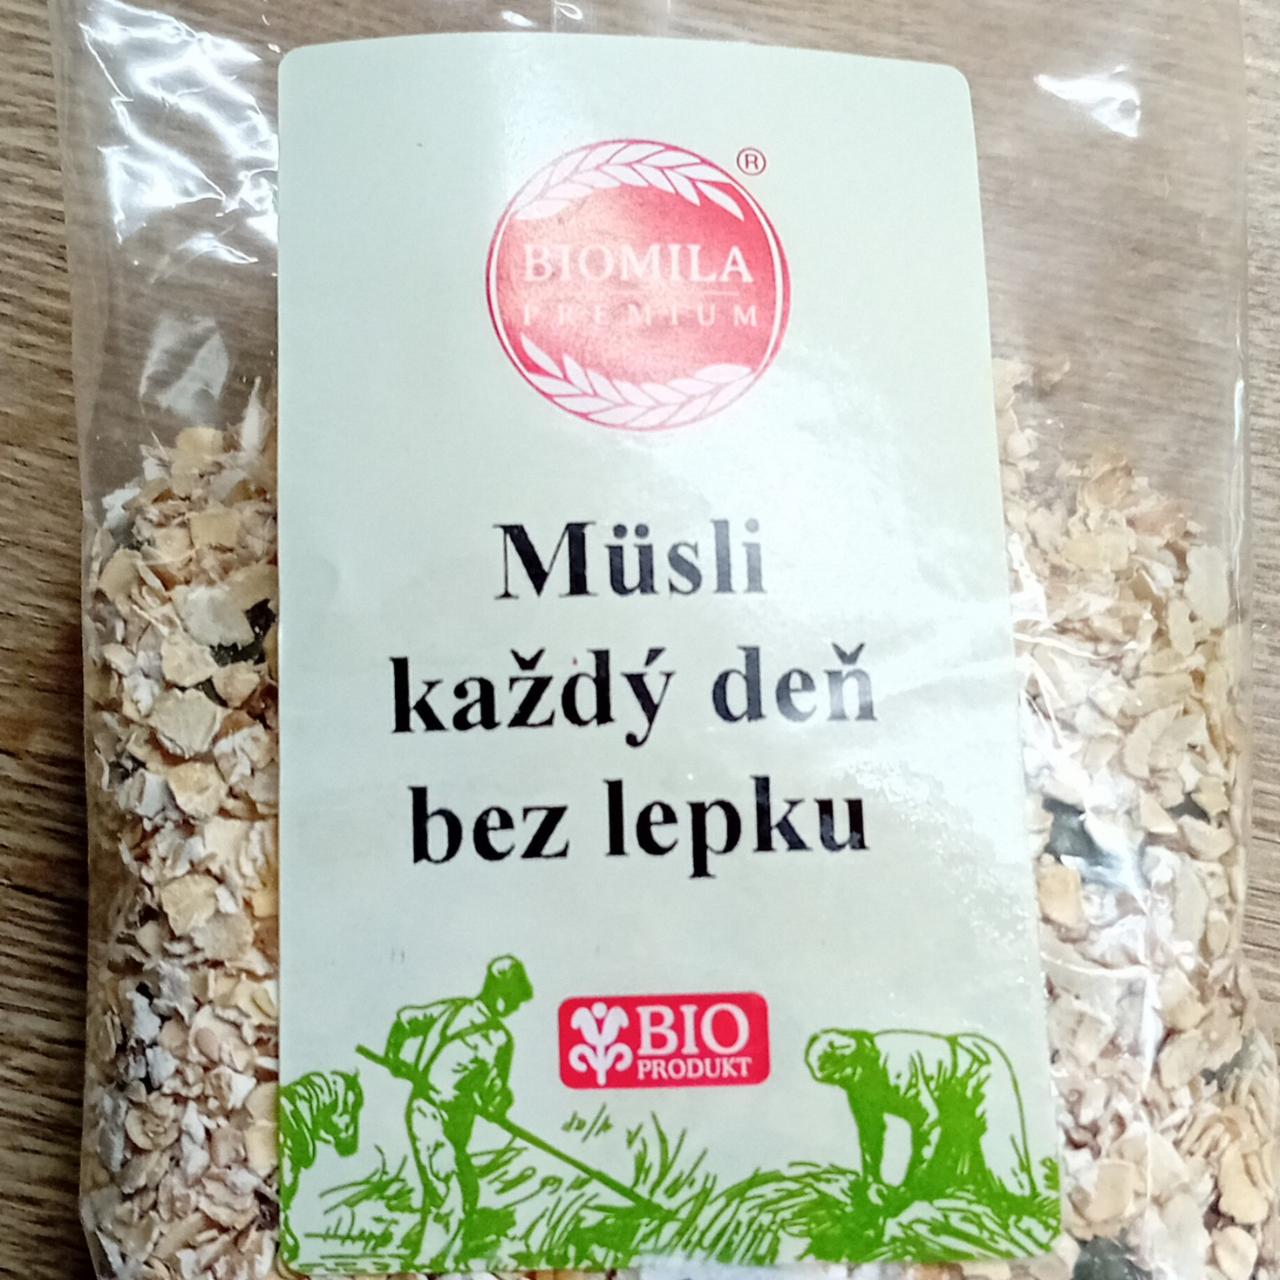 BIOMILA
PREMIUM
®
Müsli
každý deň
bez lepku
BIO
PRODUKT